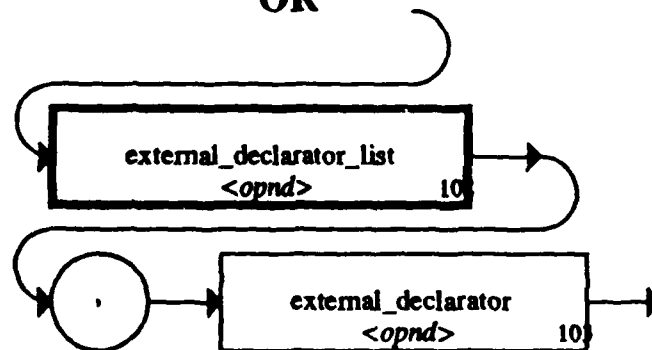 OR
external_declarator_list
<opnd>
,
external_declarator
<opnd>